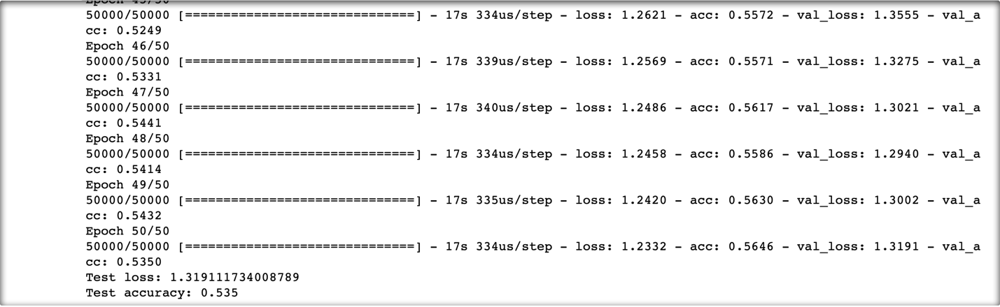 Epoch 45/50
50000/50000 [==============================] - 17s 334us/step - loss: 1.2621 - acc: 0.5572 - val_loss: 1.3555 - val_a
cc: 0.5249
Epoch 46/50
50000/50000 [==============================] - 17s 339us/step - loss: 1.2569 - acc: 0.5571 - val_loss: 1.3275 - val_a
cc: 0.5331
Epoch 47/50
50000/50000 [==============================] - 17s 340us/step - loss: 1.2486 - acc: 0.5617 - val_loss: 1.3021 - val_a
cc: 0.5441
Epoch 48/50
50000/50000 [==============================] - 17s 334us/step - loss: 1.2458 - acc: 0.5586 - val_loss: 1.2940 - val_a
cc: 0.5414
Epoch 49/50
50000/50000 [==============================] - 17s 335us/step - loss: 1.2420 - acc: 0.5630 - val_loss: 1.3002 - val_a
cc: 0.5432
Epoch 50/50
50000/50000 [==============================] - 17s 334us/step - loss: 1.2332 - acc: 0.5646 - val_loss: 1.3191 - val_a
cc: 0.5350
Test loss: 1.319111734008789
Test accuracy: 0.535